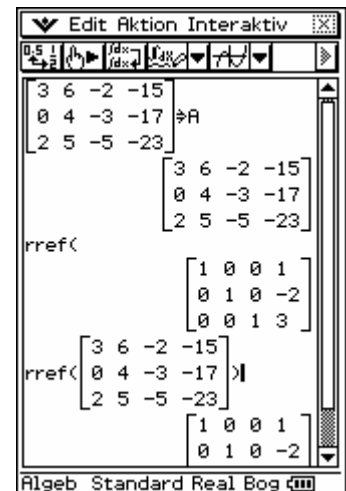 Edit Aktion Interaktiv
3 6 -2 -15
0 4 -3 -17 ⇒A
2 5 -5 -23
3 6 -2 -15
0 4 -3 -17
2 5 -5 -23
rref(
1 0 0 1
0 1 0 -2
0 0 1 3
3 6 -2 -15
rref( 0 4 -3 -17 )
2 5 -5 -23
1 0 0 1
0 1 0 -2
Algeb Standard Real Bog